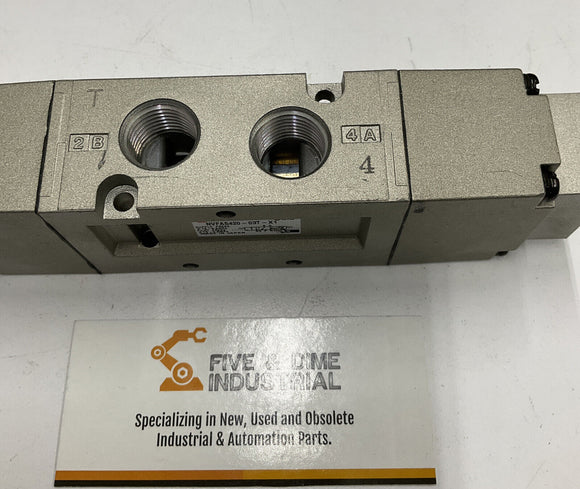 T
2 B
4 A
4
FIVE & DIME
INDUSTRIAL
Specializing in New, Used and Obsolete
Industrial & Automation Parts.